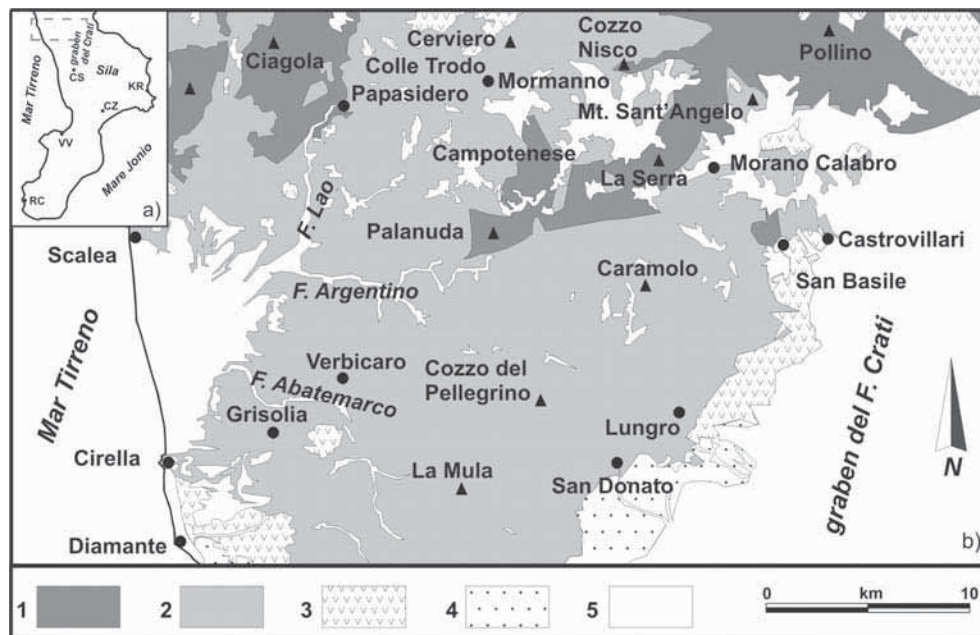 Mar Tirreno
graben
del Crati
CS
Sila
KR
CZ
VV
Mare Jonio
RC
a)
Ciagola
Cerviero
Colle Trodo
Papasidero
Mormanno
Cozzo
Nisco
Pollino
Mt. Sant'Angelo
Campotenese
La Serra
Morano Calabro
F. Lao
Palanuda
Scalea
Castrovillari
San Basile
Caramolo
F. Argentino
Mar Tirreno
Verbicaro
F. Abatemarco
Cozzo del
Pellegrino
Grisolia
Lungro
graben del F. Crati
N
Cirella
La Mula
San Donato
Diamante
b)
1
2
3
4
5
0 km 10